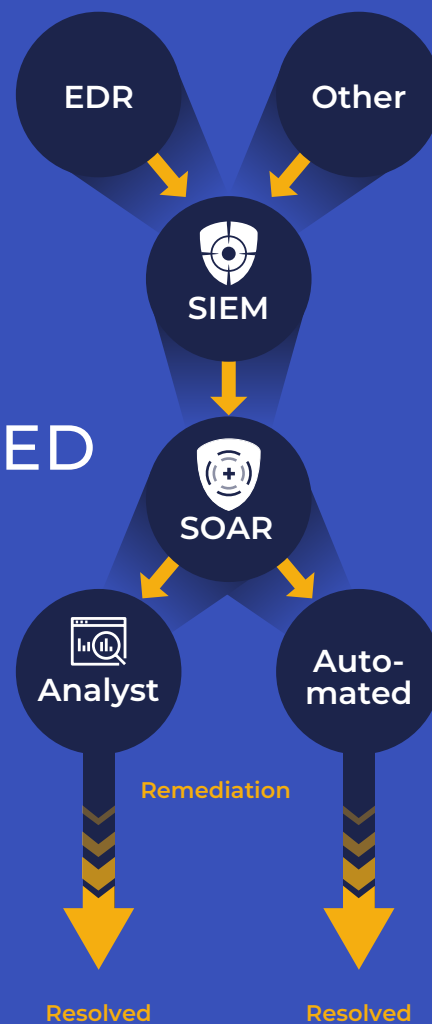 EDR
Other
SIEM
ED
SOAR
Analyst
Auto-
mated
Remediation
Resolved
Resolved